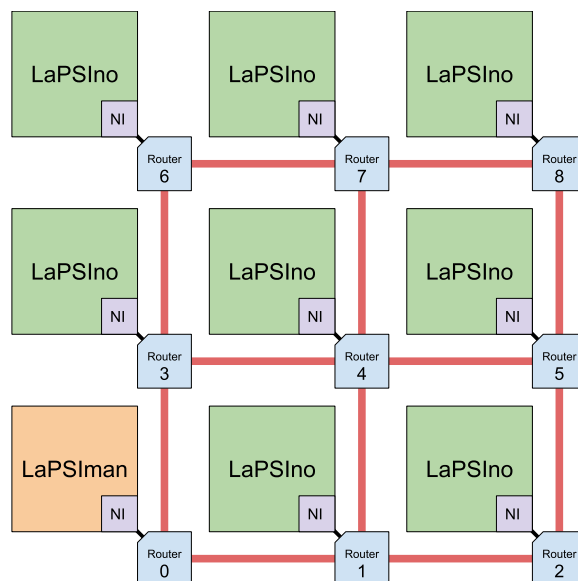 LaPSIno
LaPSIno
LaPSIno
NI
NI
NI
Router
6
Router
7
Router
8
LaPSIno
LaPSIno
LaPSIno
NI
NI
NI
Router
3
Router
4
Router
5
LaPSIman
LaPSIno
LaPSIno
NI
NI
NI
Router
0
Router
1
Router
2